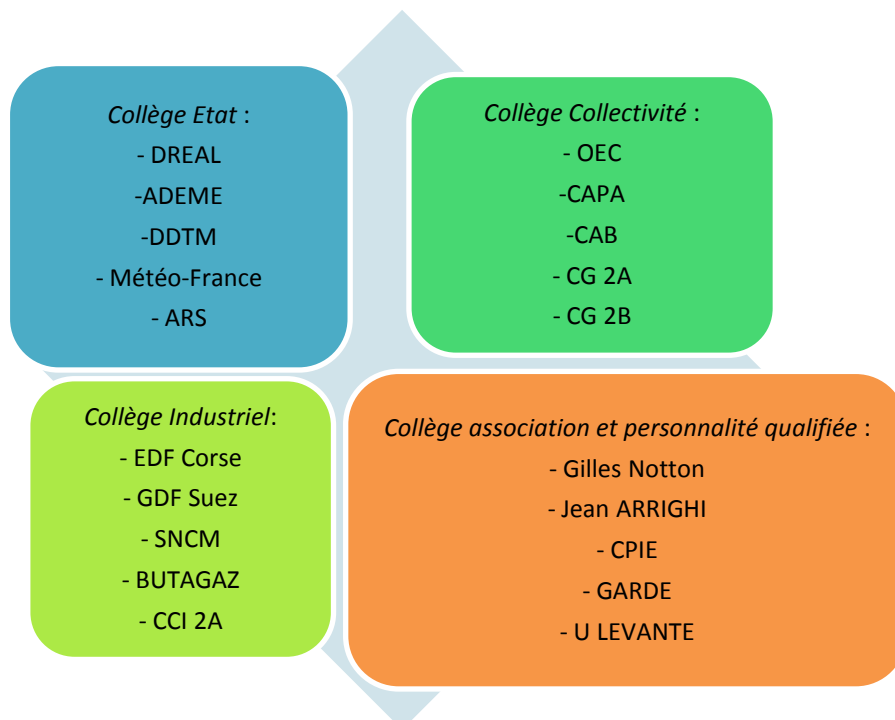 Collège Etat :
- DREAL
-ADEME
-DDTM
- Météo-France
- ARS
Collège Collectivité :
- OEC
-CAPA
-CAB
- CG 2A
- CG 2B
Collège Industriel:
- EDF Corse
- GDF Suez
- SNCM
- BUTAGAZ
- CCI 2A
Collège association et personnalité qualifiée :
- Gilles Notton
- Jean ARRIGHI
- CPIE
- GARDE
- U LEVANTE